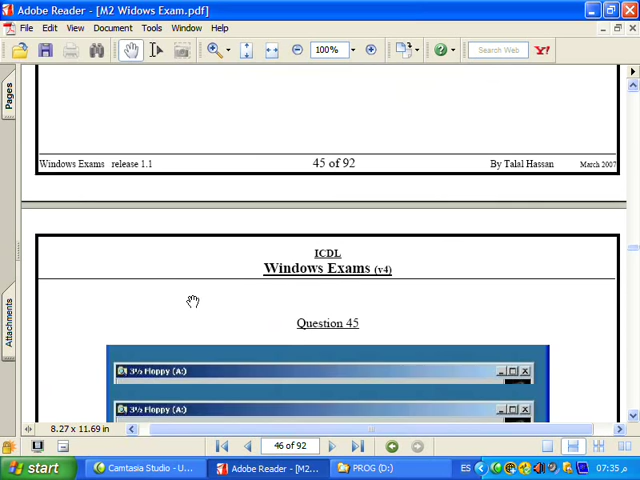 Adobe Reader - [M2 Widows Exam.pdf]
File Edit View Document Tools Window Help
100% Search Web Y!
Pages
Windows Exams release 1.1 45 of 92 By Talal Hassan March 2007
ICDL
Windows Exams (v4)
Question 45
3½ Floppy (A:)
3½ Floppy (A:)
Attachments
8.27 x 11.69 in
46 of 92
start Camtasia Studio - U... Adobe Reader - [M2... PROG (D:) ES 07:35 م